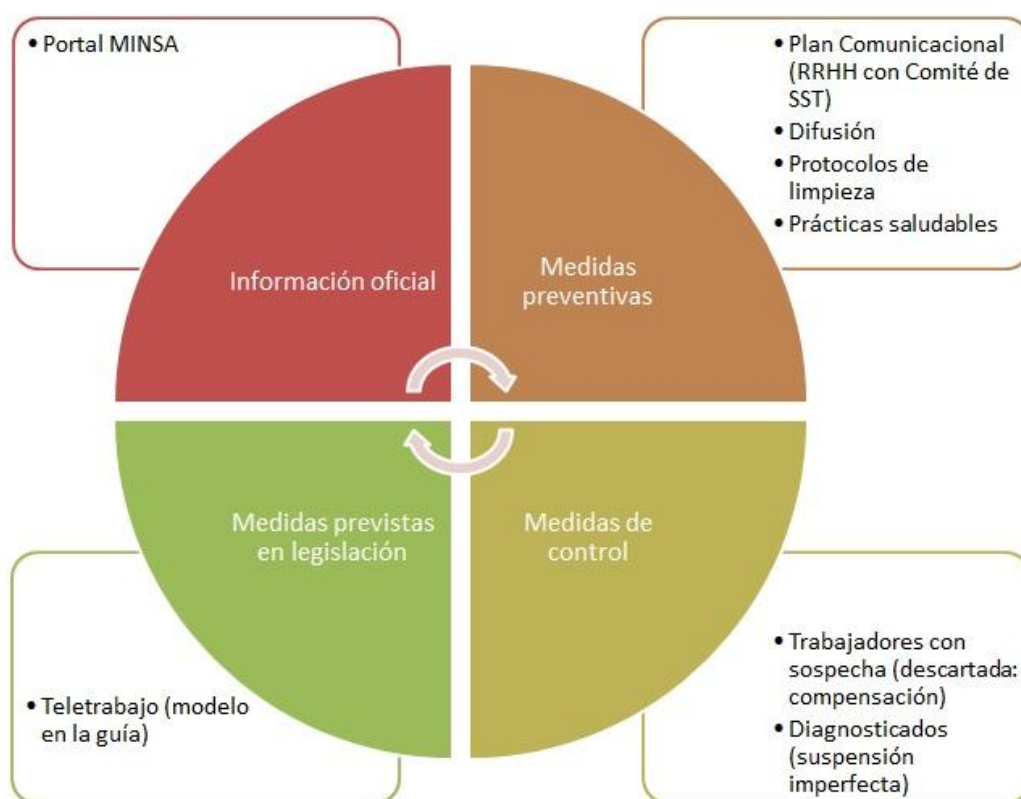 • Portal MINSA
Información oficial
• Plan Comunicacional
(RRHH con Comité de
SST)
• Difusión
• Protocolos de
limpieza
• Prácticas saludables
Medidas
preventivas
Medidas previstas
en legislación
• Teletrabajo (modelo
en la guía)
Medidas de
control
• Trabajadores con
sospecha (descartada:
compensación)
• Diagnosticados
(suspensión
imperfecta)